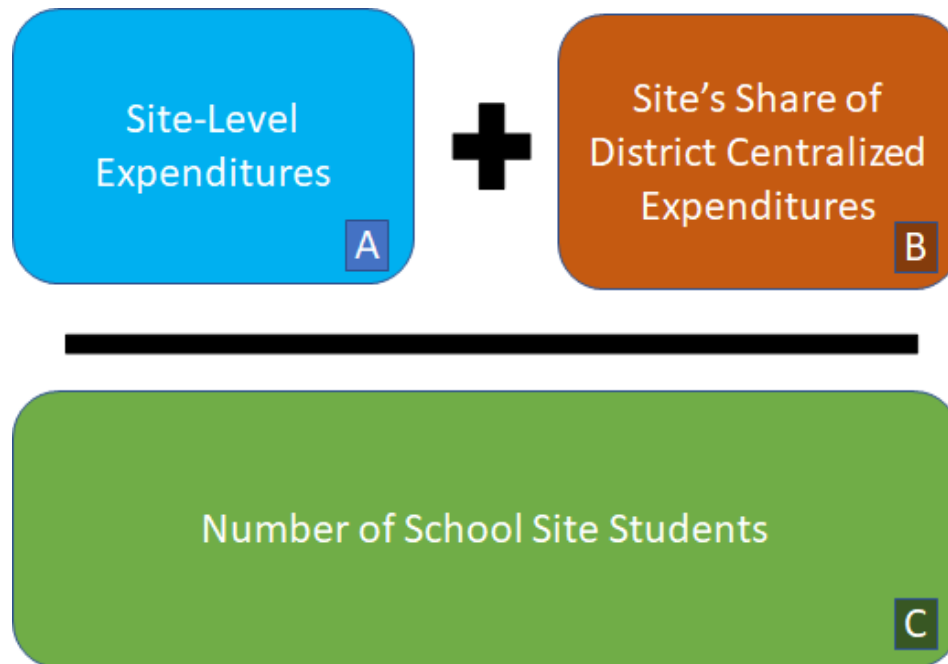 Site-Level
Expenditures
A
Site’s Share of
District Centralized
Expenditures
B
Number of School Site Students
C